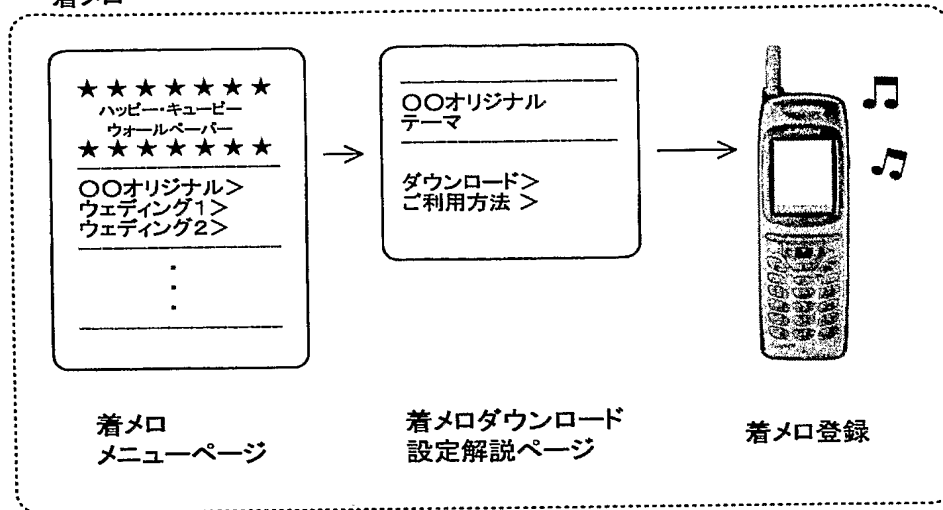 着メロ
★★★★★★★
ハッピー・キューピー
ウォールペーパー
★★★★★★★
〇〇オリジナル>
ウェディング1>
ウェディング2>
・
・
・
〇〇オリジナル
テーマ
ダウンロード>
ご利用方法 >
着メロ
メニューページ
着メロダウンロード
設定解説ページ
着メロ登録